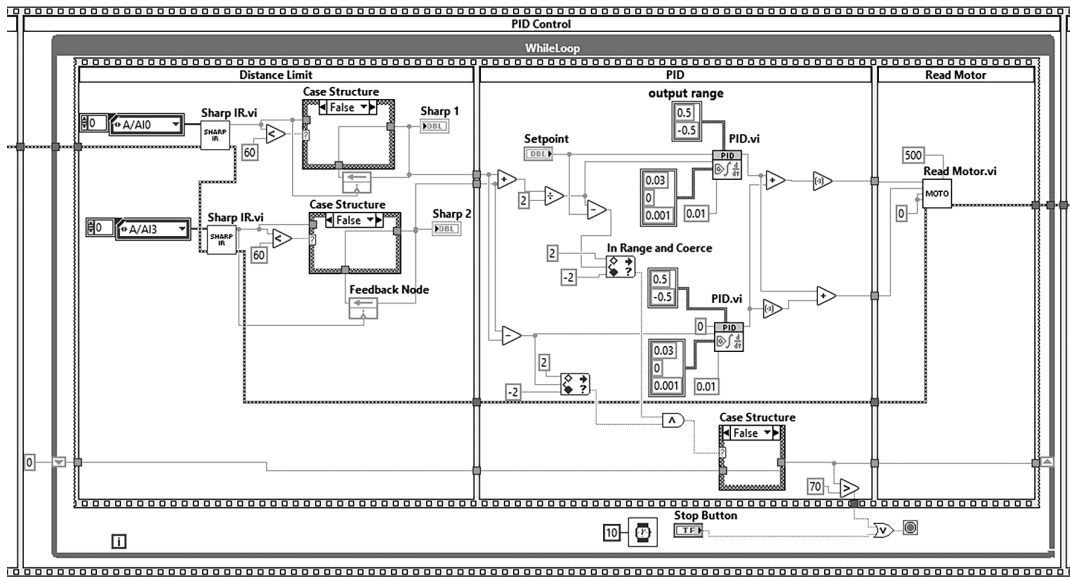 PID Control
WhileLoop
Distance Limit
PID
Read Motor
Case Structure
False
Sharp 1
DBL
0
A/AI0
Sharp IR.vi
SHARP
IR
<
?
60
Case Structure
False
Sharp 2
DBL
0
A/AI3
Sharp IR.vi
SHARP
IR
<
?
60
Feedback Node
output range
0.5
-0.5
Setpoint
DBL
PID.vi
PID
0.03
0
0.001
0.01
+
2
÷
-
+
-1
In Range and Coerce
2
-2
?
0.5
-0.5
PID.vi
0
PID
0.03
0
0.001
0.01
-1
+
-
2
-2
?
Case Structure
False
?
70
>
500
Read Motor.vi
MOTO
0
0
Stop Button
10
TF
V
i